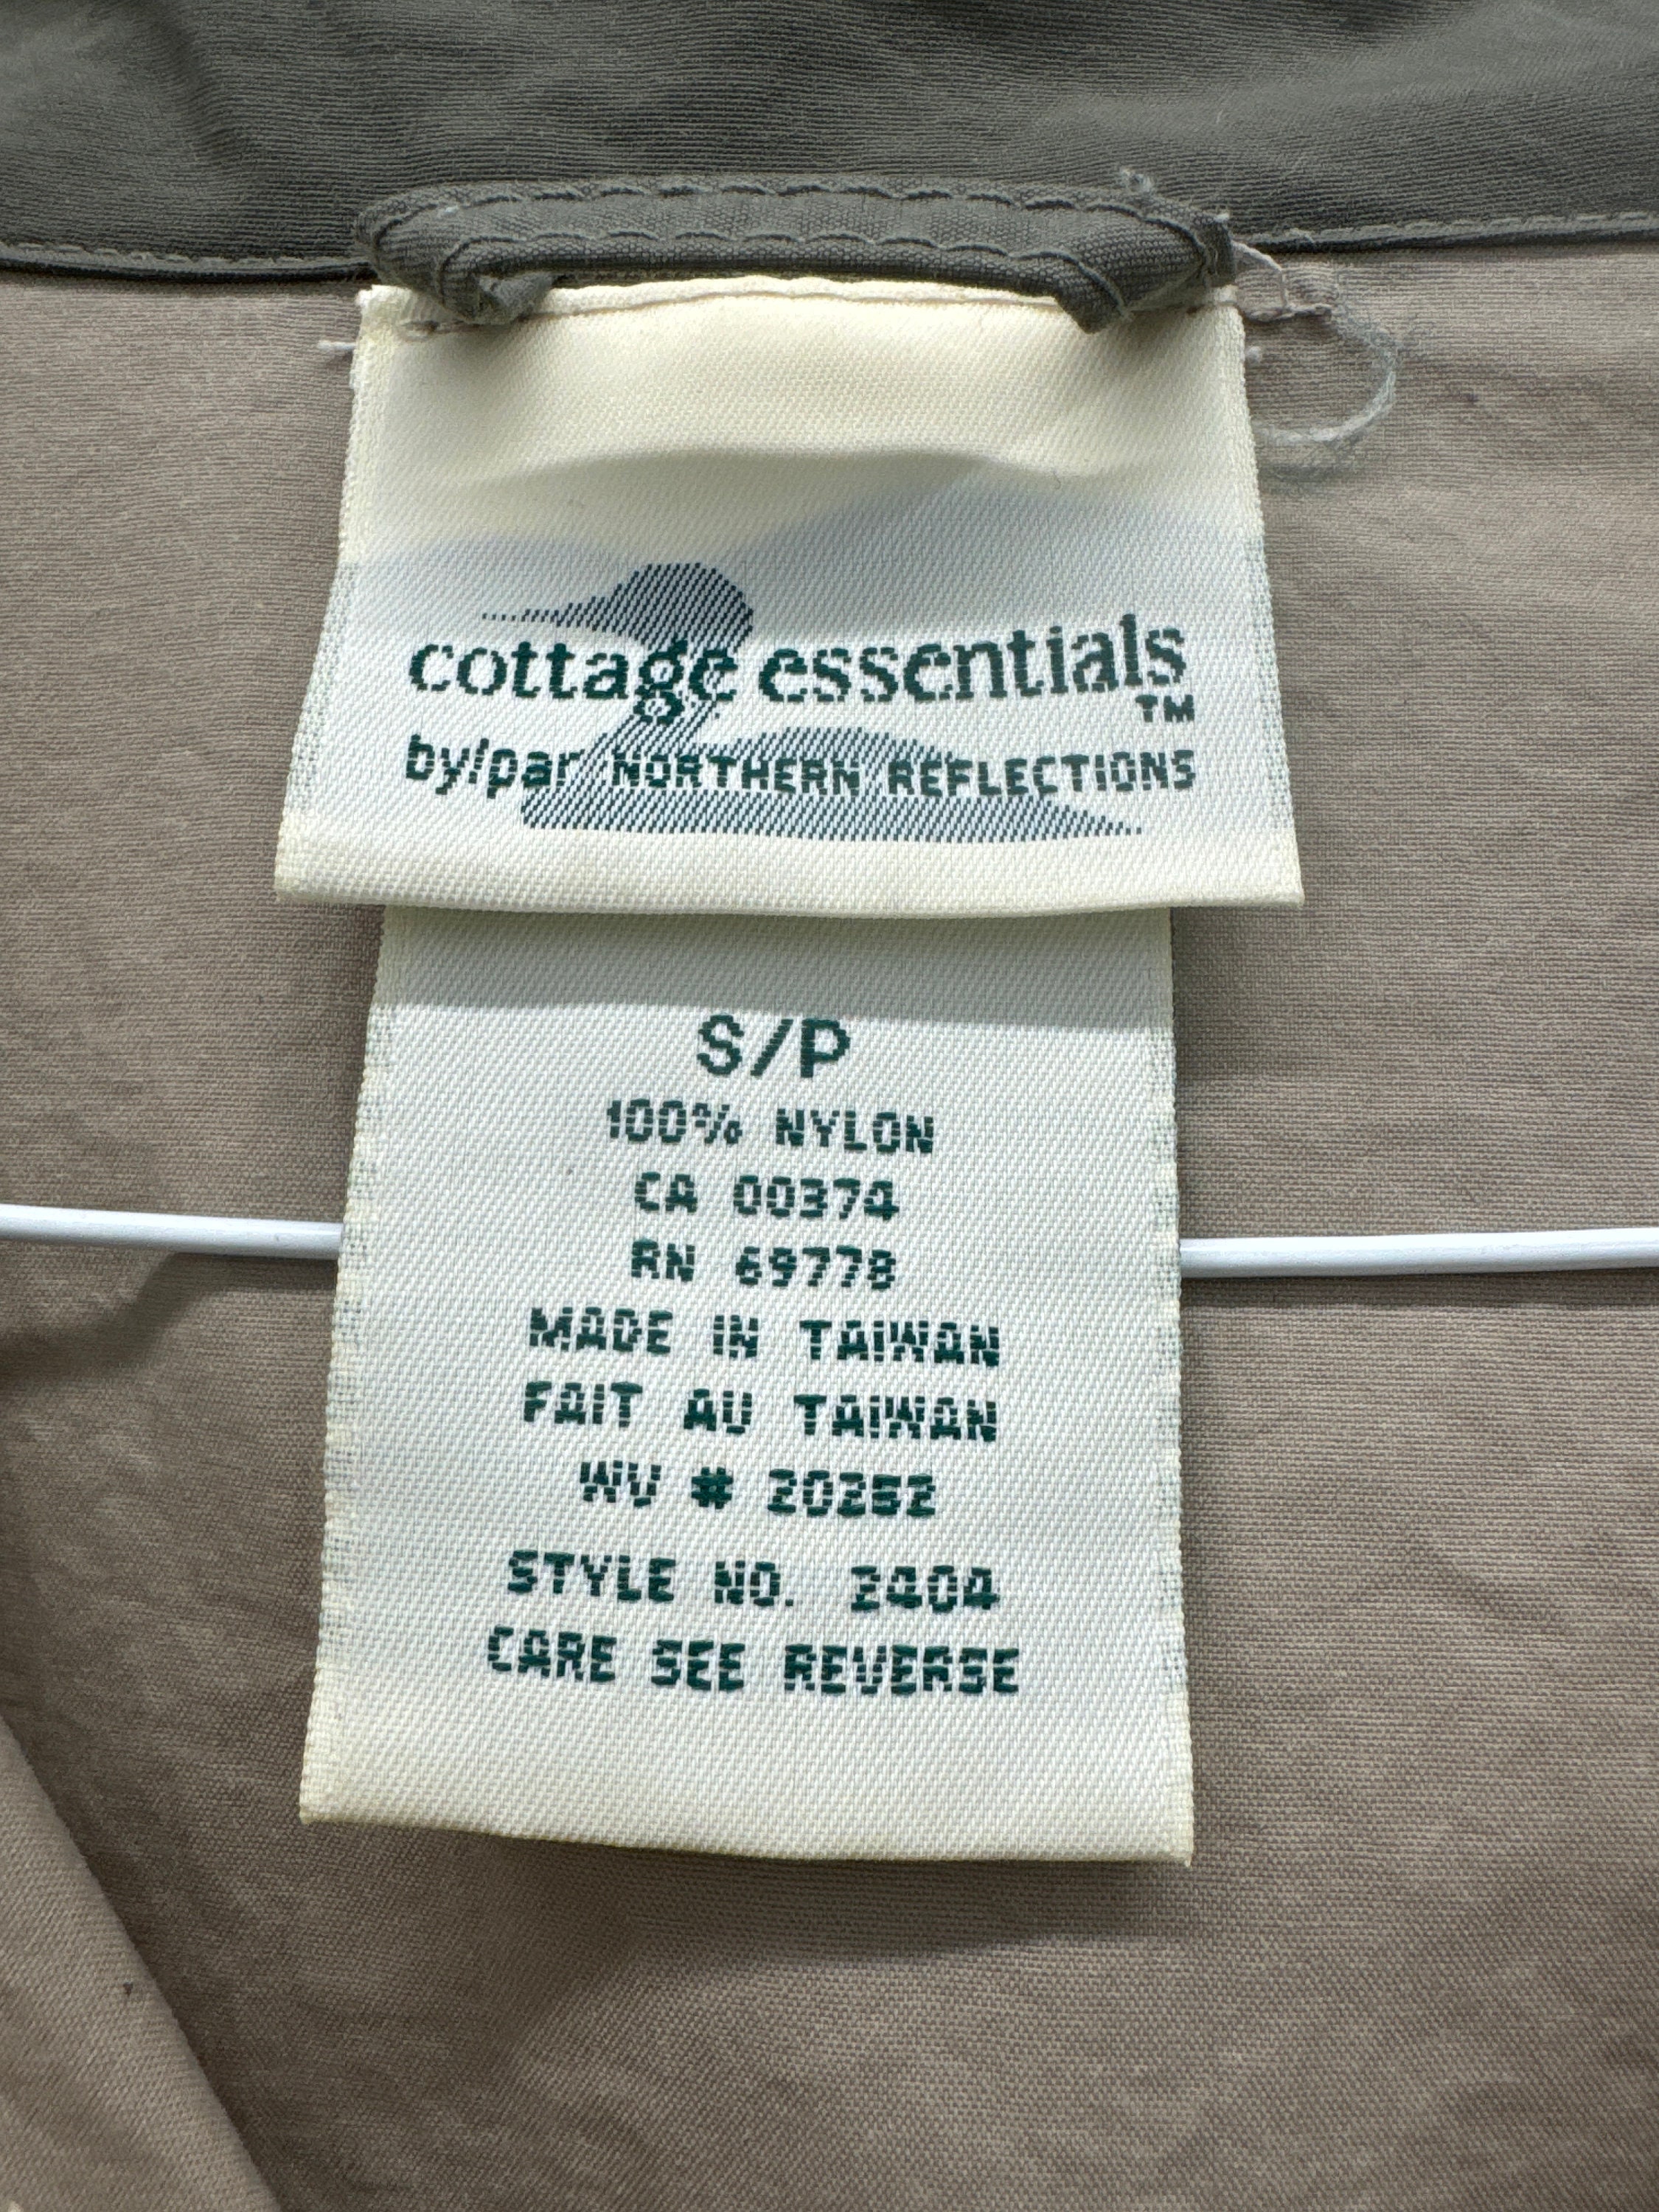 cottage essentials
TM
by/par NORTHERN REFLECTIONS
S/P
100% NYLON
CA 00374
RN 69778
MADE IN TAIWAN
FAIT AU TAIWAN
WV # 20252
STYLE NO. 2404
CARE SEE REVERSE